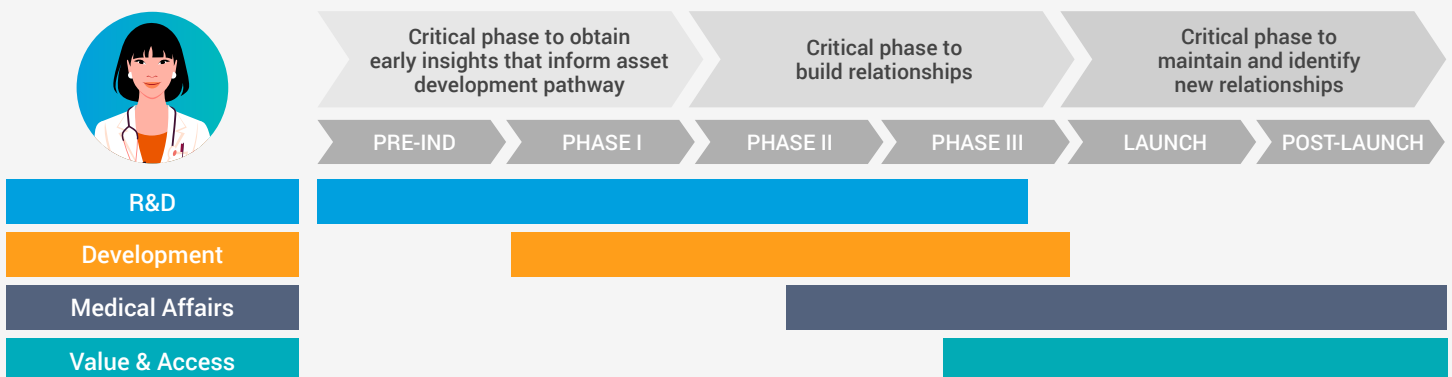 Critical phase to obtain
early insights that inform asset
development pathway
Critical phase to
build relationships
Critical phase to
maintain and identify
new relationships
PRE-IND
PHASE I
PHASE II
PHASE III
LAUNCH
POST-LAUNCH
R&D
Development
Medical Affairs
Value & Access